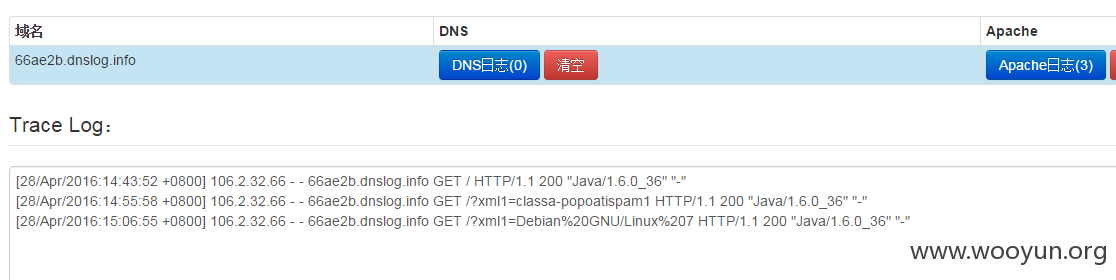 域名 DNS Apache
66ae2b.dnslog.info DNS日志(0) 清空 Apache日志(3)
Trace Log：
[28/Apr/2016:14:43:52 +0800] 106.2.32.66 - - 66ae2b.dnslog.info GET / HTTP/1.1 200 "Java/1.6.0_36" "-"
[28/Apr/2016:14:55:58 +0800] 106.2.32.66 - - 66ae2b.dnslog.info GET /?xml1=classa-popoatispam1 HTTP/1.1 200 "Java/1.6.0_36" "-"
[28/Apr/2016:15:06:55 +0800] 106.2.32.66 - - 66ae2b.dnslog.info GET /?xml1=Debian%20GNU/Linux%207 HTTP/1.1 200 "Java/1.6.0_36" "-"
www.wooyun.org